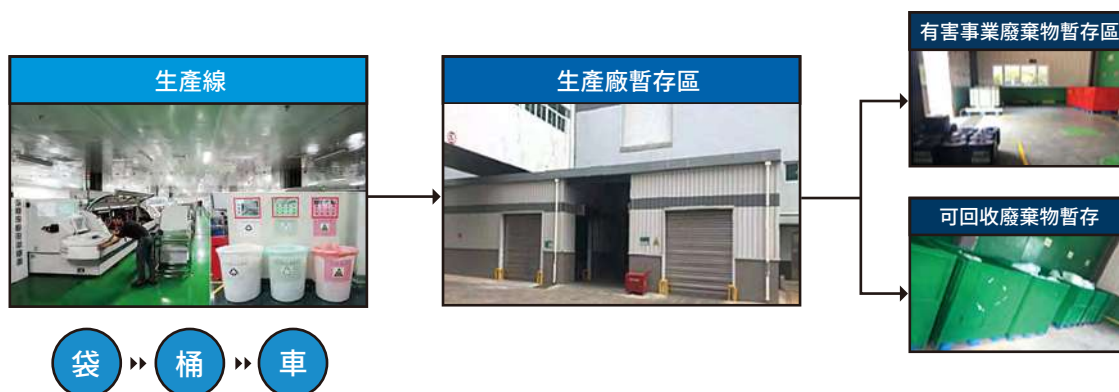 生產線
生產廠暫存區
有害事業廢棄物暫存區
可回收廢棄物暫存
袋
桶
車